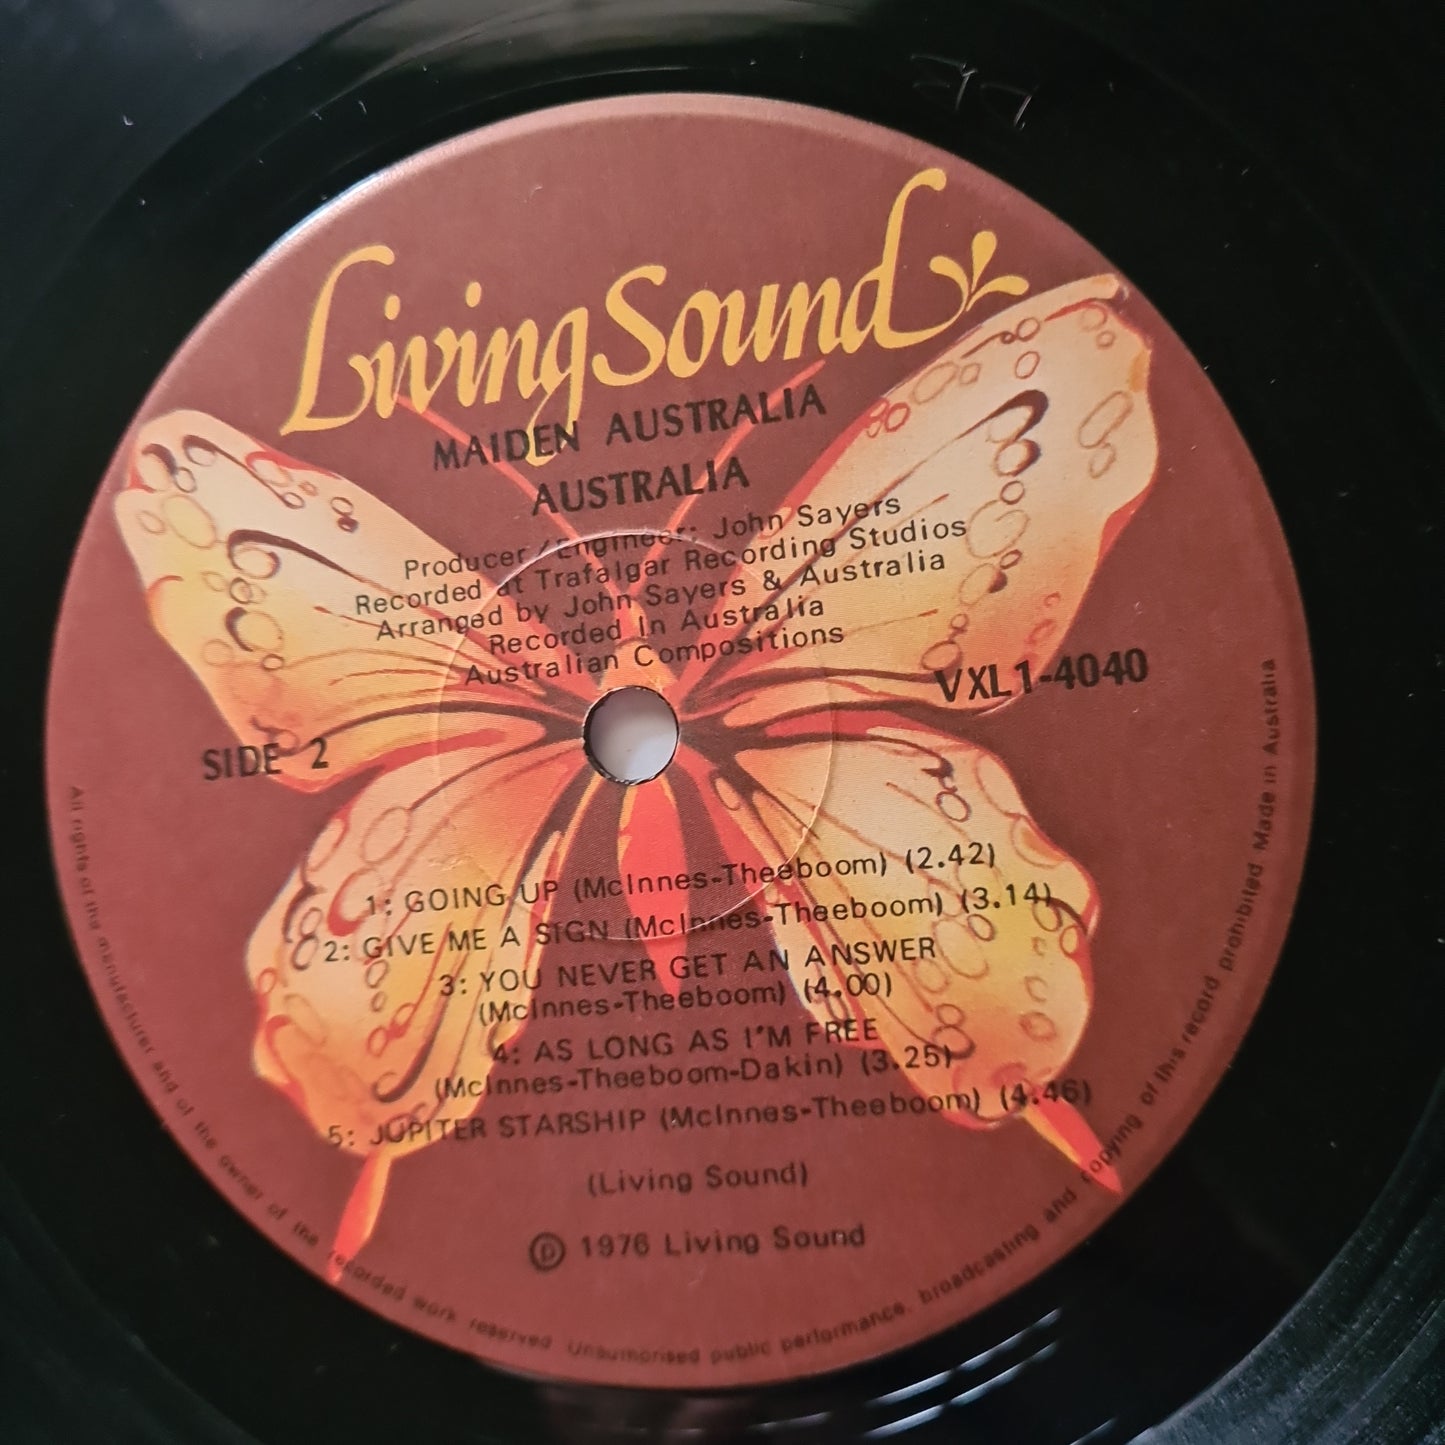 Living Sound
MAIDEN AUSTRALIA
AUSTRALIA
Producer/Engineer: John Sayers
Recorded at Trafalgar Recording Studios
Arranged by John Sayers & Australia
Recorded In Australia
Australian Compositions
VXL1-4040
SIDE 2
1: GOING UP (McInnes-Theeboom) (2.42)
2: GIVE ME A SIGN (McInnes-Theeboom) (3.14)
3: YOU NEVER GET AN ANSWER
(McInnes-Theeboom) (4.00)
4: AS LONG AS I'M FREE
(McInnes-Theeboom-Dakin) (3.25)
5: JUPITER STARSHIP (McInnes-Theeboom) (4.46)
(Living Sound)
Ⓟ 1976 Living Sound
All rights of the manufacturer and of the owner of the recorded work reserved Unauthorised public performance, broadcasting and copying of this record prohibited Made in Australia